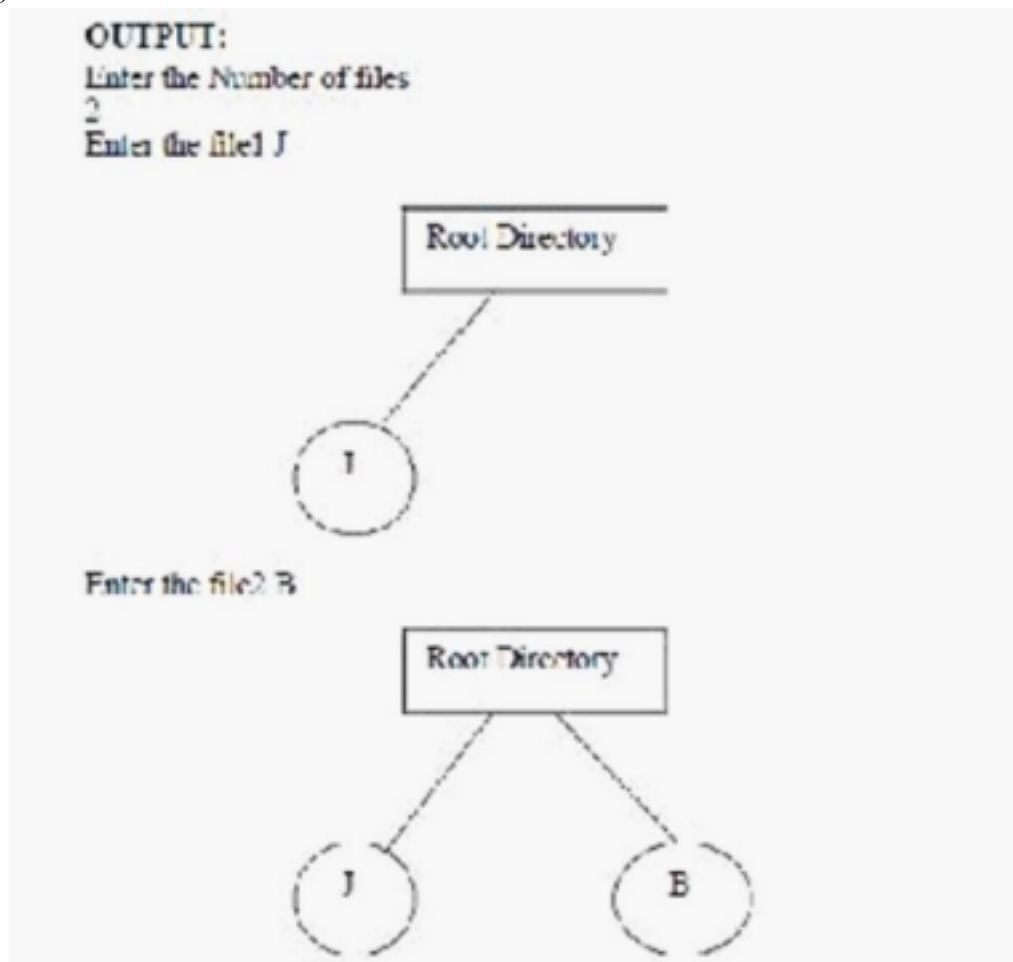 OUTPUT:
Enter the Number of files
2
Enter the file1 J
Root Directory
J
Enter the file2 B
Root Directory
J
B